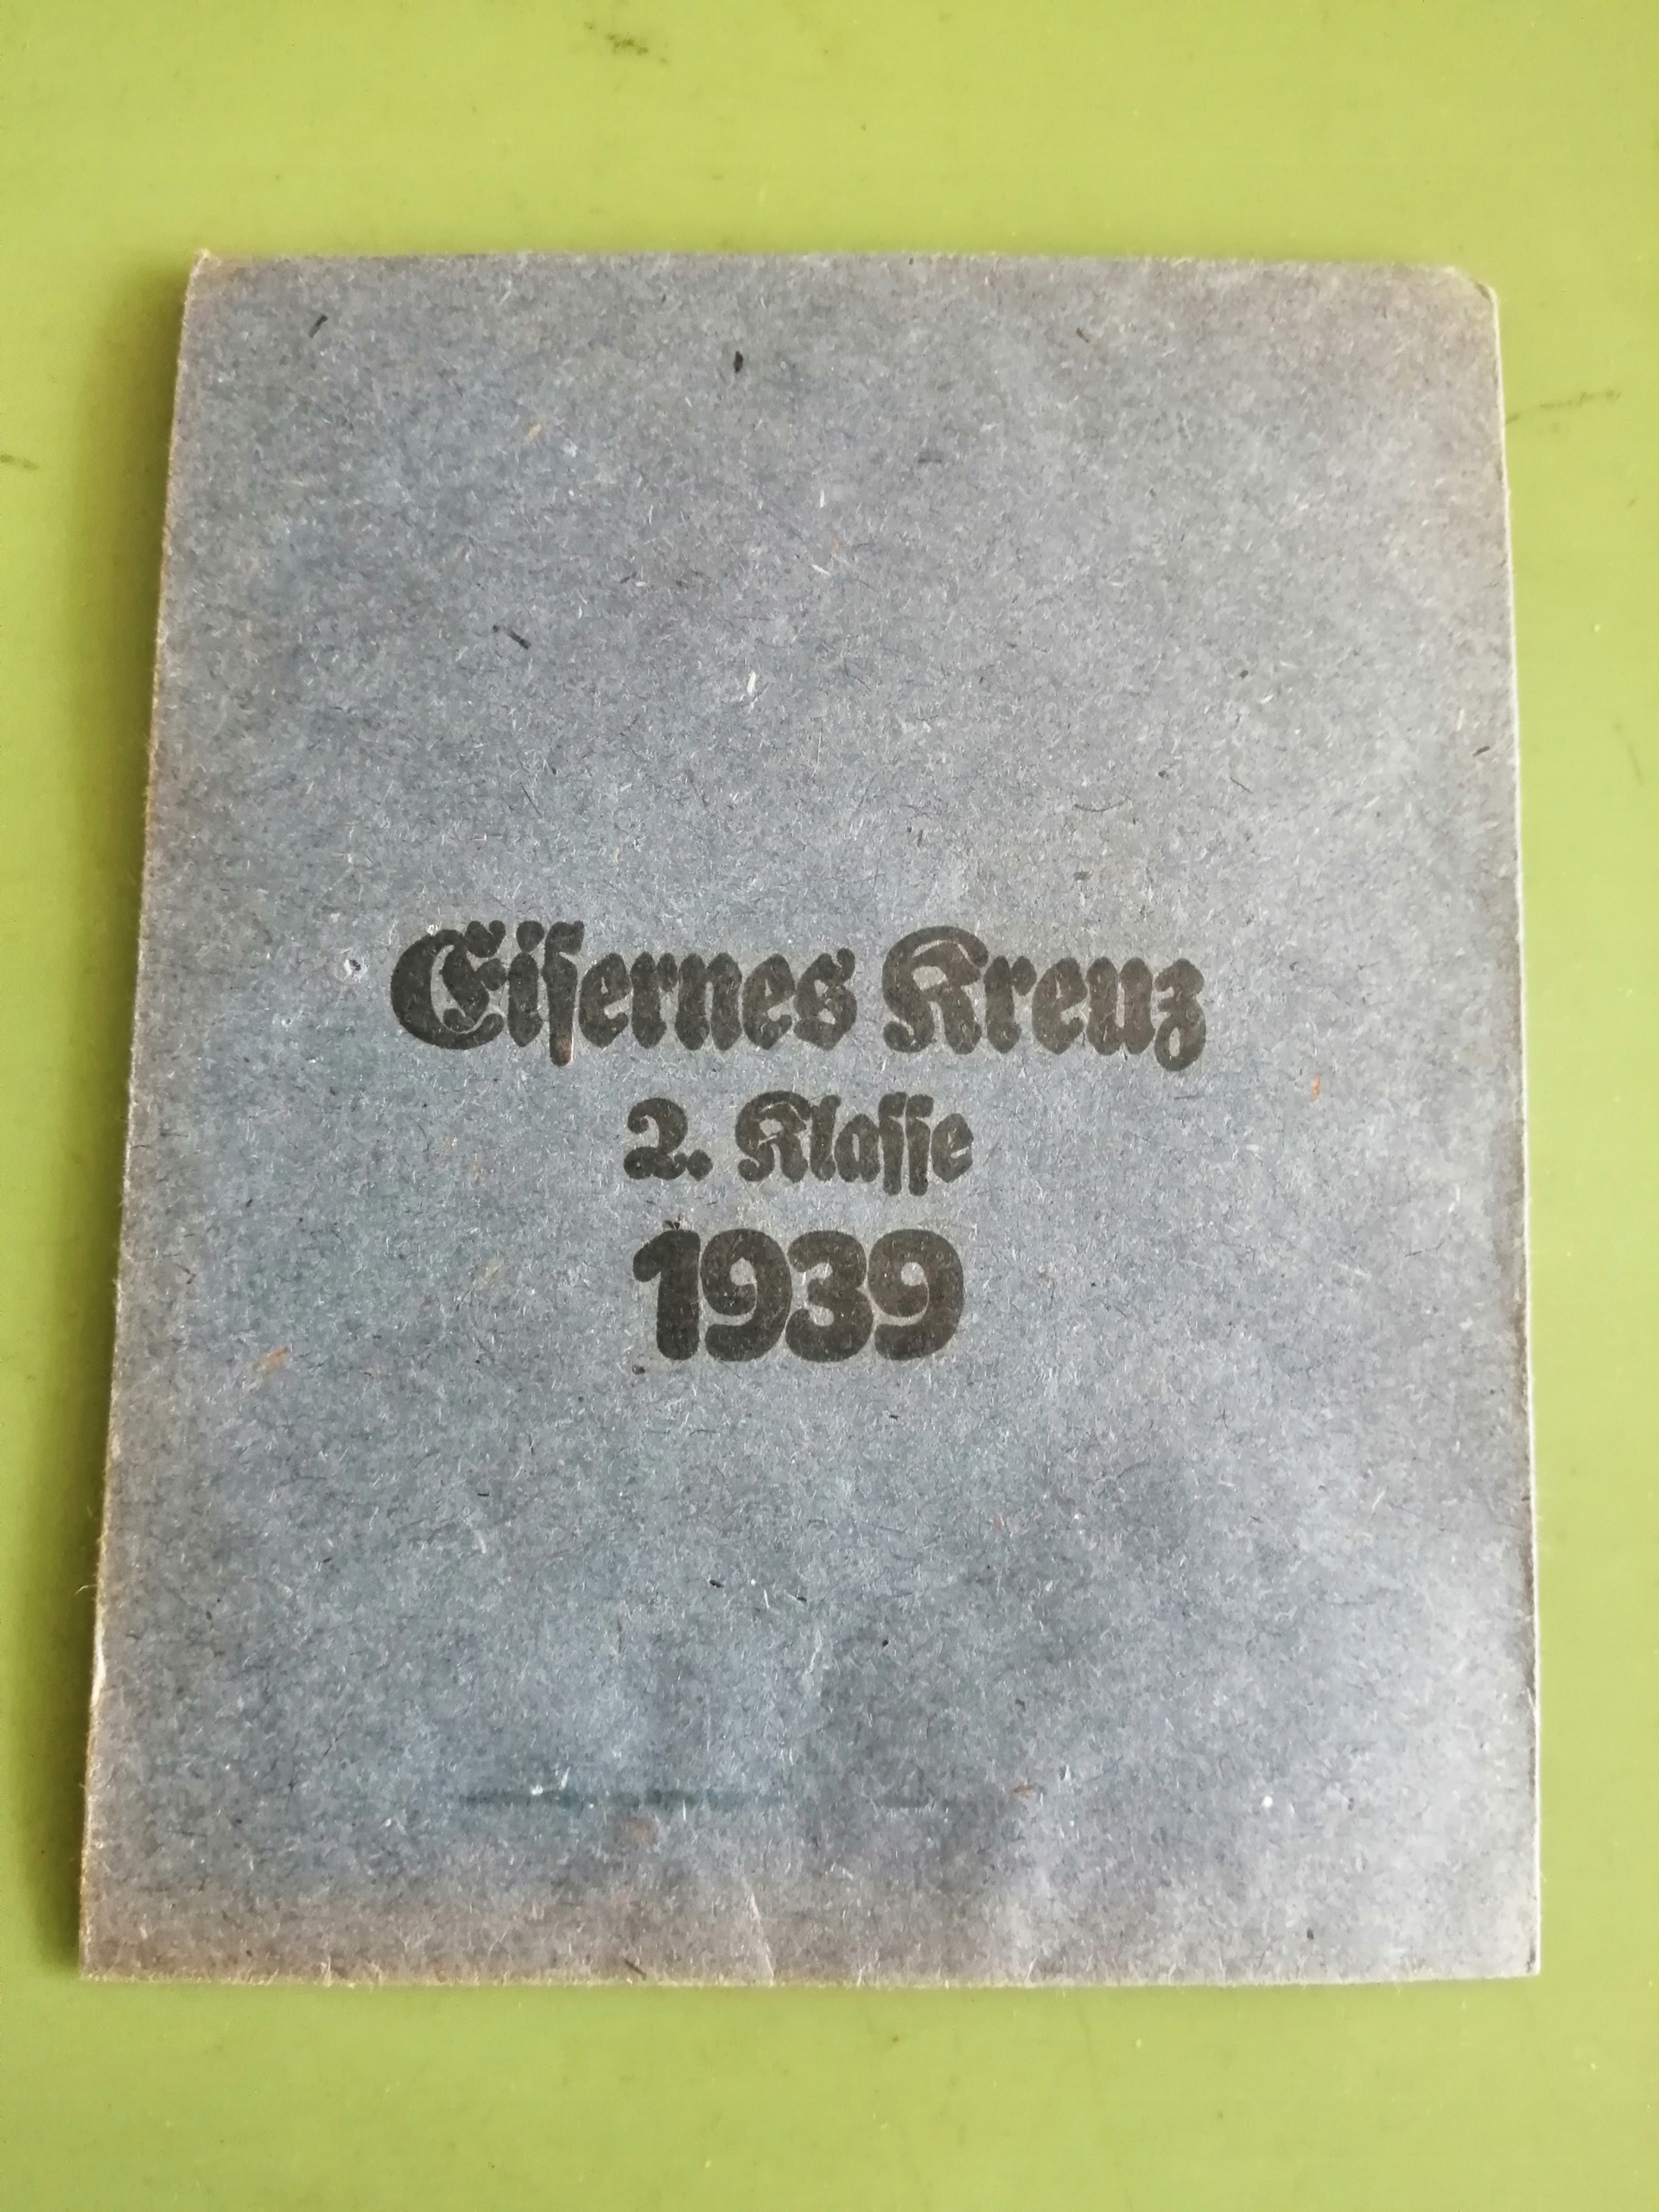 Eiſernes Kreuz
2. Klaſſe
1939